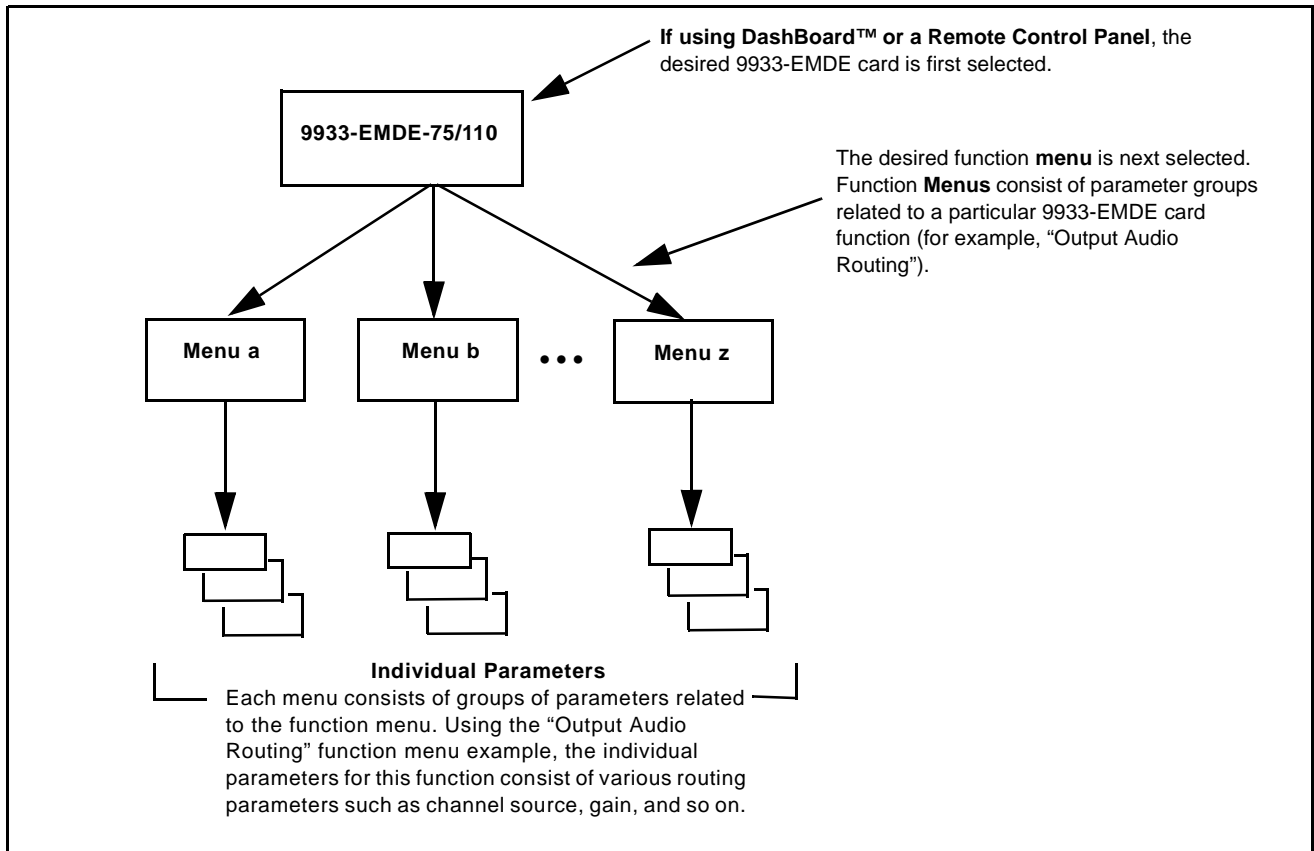 If using DashBoard™ or a Remote Control Panel, the
desired 9933-EMDE card is first selected.
9933-EMDE-75/110
The desired function menu is next selected.
Function Menus consist of parameter groups
related to a particular 9933-EMDE card
function (for example, “Output Audio
Routing”).
Menu a
Menu b
•••
Menu z
Individual Parameters
Each menu consists of groups of parameters related
to the function menu. Using the “Output Audio
Routing” function menu example, the individual
parameters for this function consist of various routing
parameters such as channel source, gain, and so on.